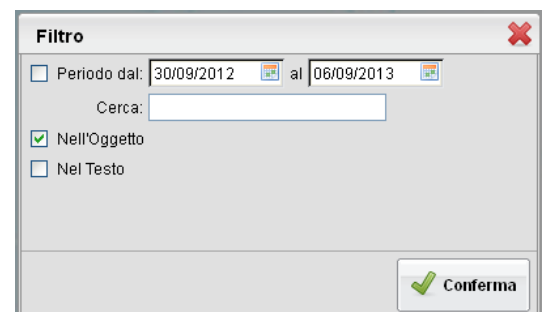 Filtro
Periodo dal: 30/09/2012 al 06/09/2013
Cerca:
Nell'Oggetto
Nel Testo
Conferma